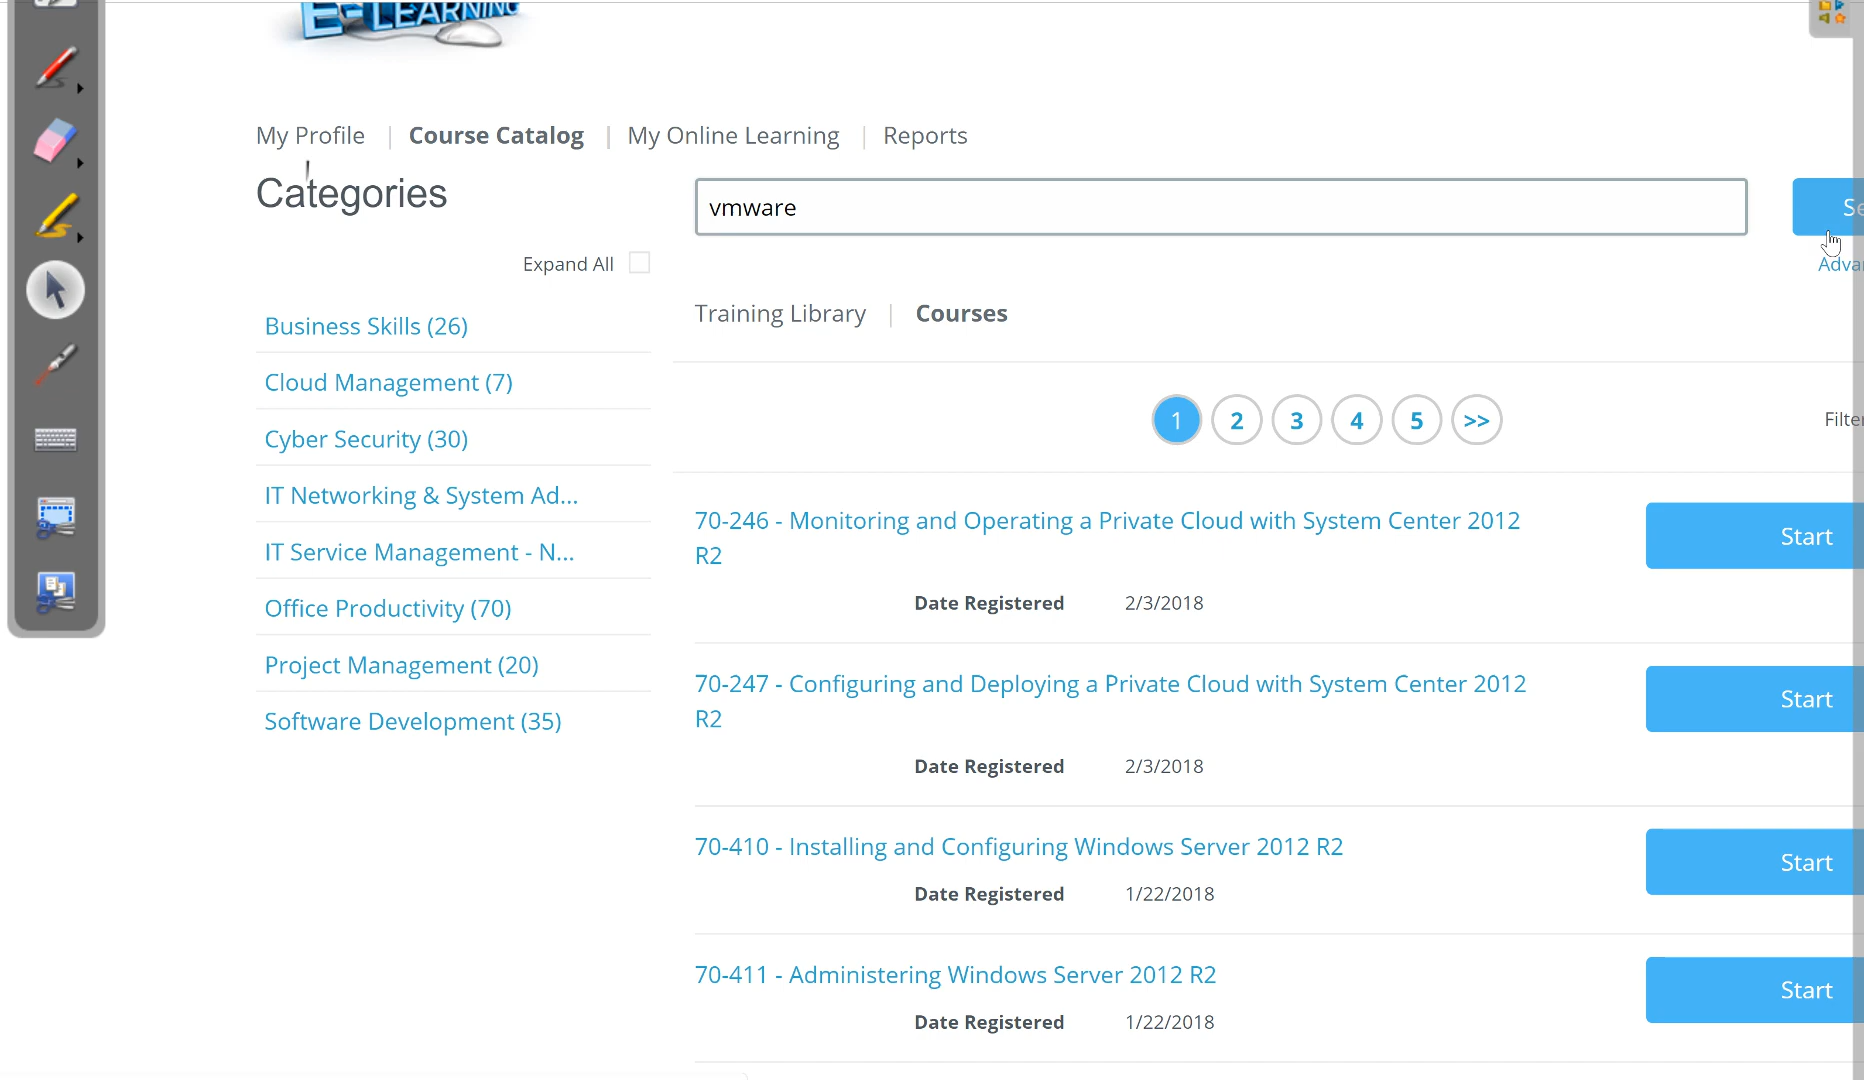 E-LEARNING
My Profile | Course Catalog | My Online Learning | Reports
Categories
vmware
Expand All
Training Library | Courses
Business Skills (26)
Cloud Management (7)
Cyber Security (30)
IT Networking & System Ad...
IT Service Management - N...
Office Productivity (70)
Project Management (20)
Software Development (35)
1 2 3 4 5 >>
70-246 - Monitoring and Operating a Private Cloud with System Center 2012
R2
Start
Date Registered 2/3/2018
70-247 - Configuring and Deploying a Private Cloud with System Center 2012
R2
Start
Date Registered 2/3/2018
70-410 - Installing and Configuring Windows Server 2012 R2
Start
Date Registered 1/22/2018
70-411 - Administering Windows Server 2012 R2
Start
Date Registered 1/22/2018